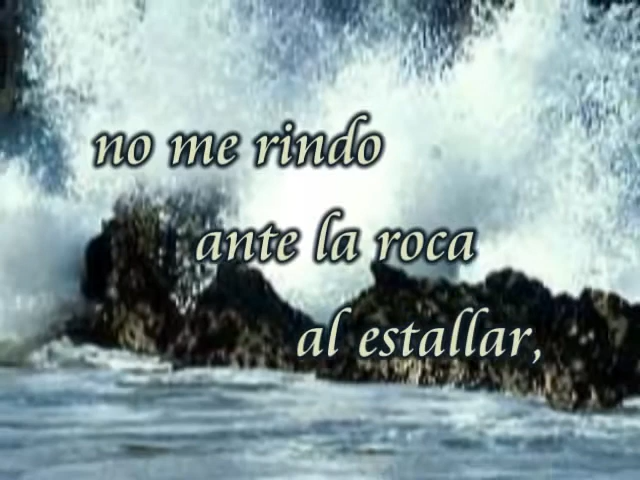 no me rindo
ante la roca
al estallar,